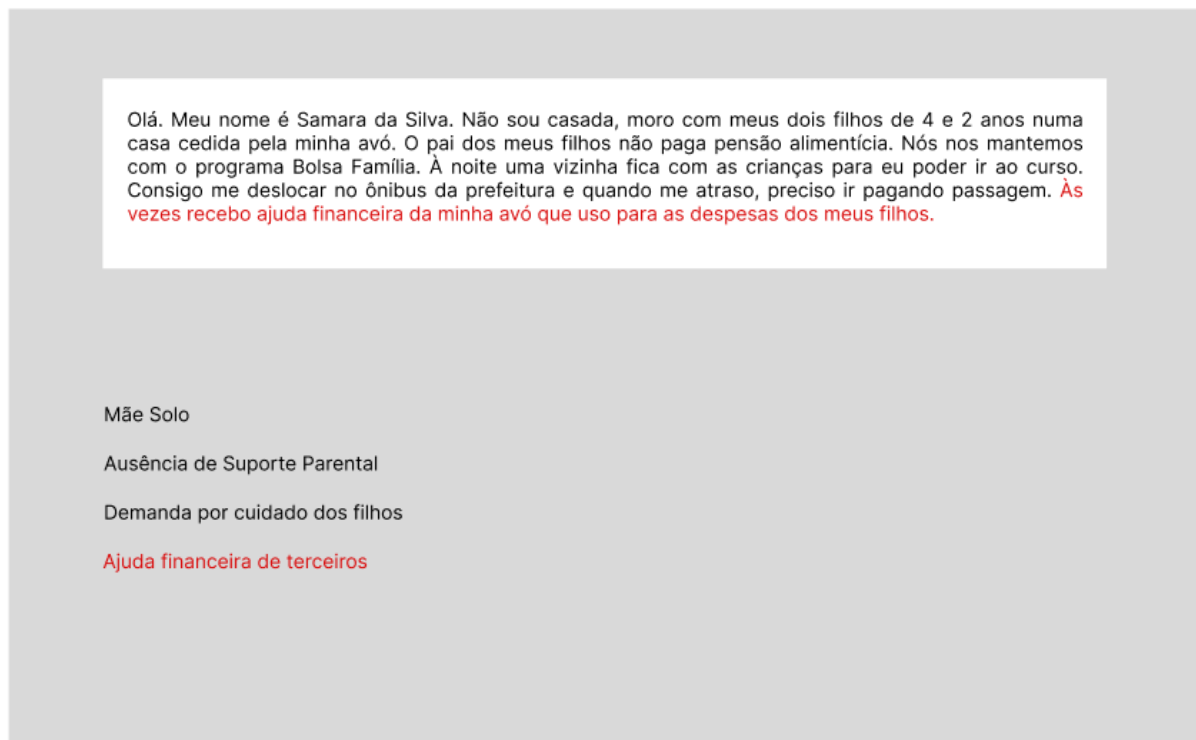 Olá. Meu nome é Samara da Silva. Não sou casada, moro com meus dois filhos de 4 e 2 anos numa
casa cedida pela minha avó. O pai dos meus filhos não paga pensão alimentícia. Nós nos mantemos
com o programa Bolsa Família. À noite uma vizinha fica com as crianças para eu poder ir ao curso.
Consigo me deslocar no ônibus da prefeitura e quando me atraso, preciso ir pagando passagem. Às
vezes recebo ajuda financeira da minha avó que uso para as despesas dos meus filhos.
Mãe Solo
Ausência de Suporte Parental
Demanda por cuidado dos filhos
Ajuda financeira de terceiros